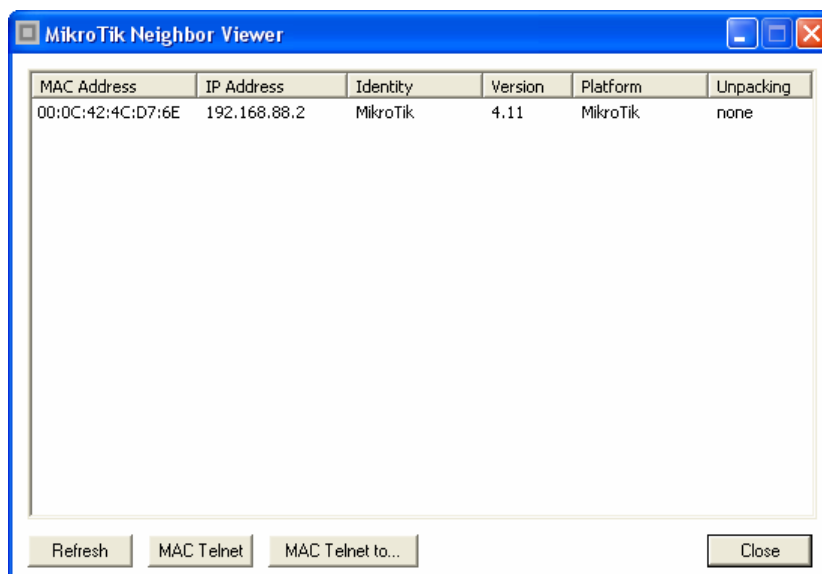 MikroTik Neighbor Viewer
MAC Address IP Address Identity Version Platform Unpacking
00:0C:42:4C:D7:6E 192.168.88.2 MikroTik 4.11 MikroTik none
Refresh MAC Telnet MAC Telnet to... Close